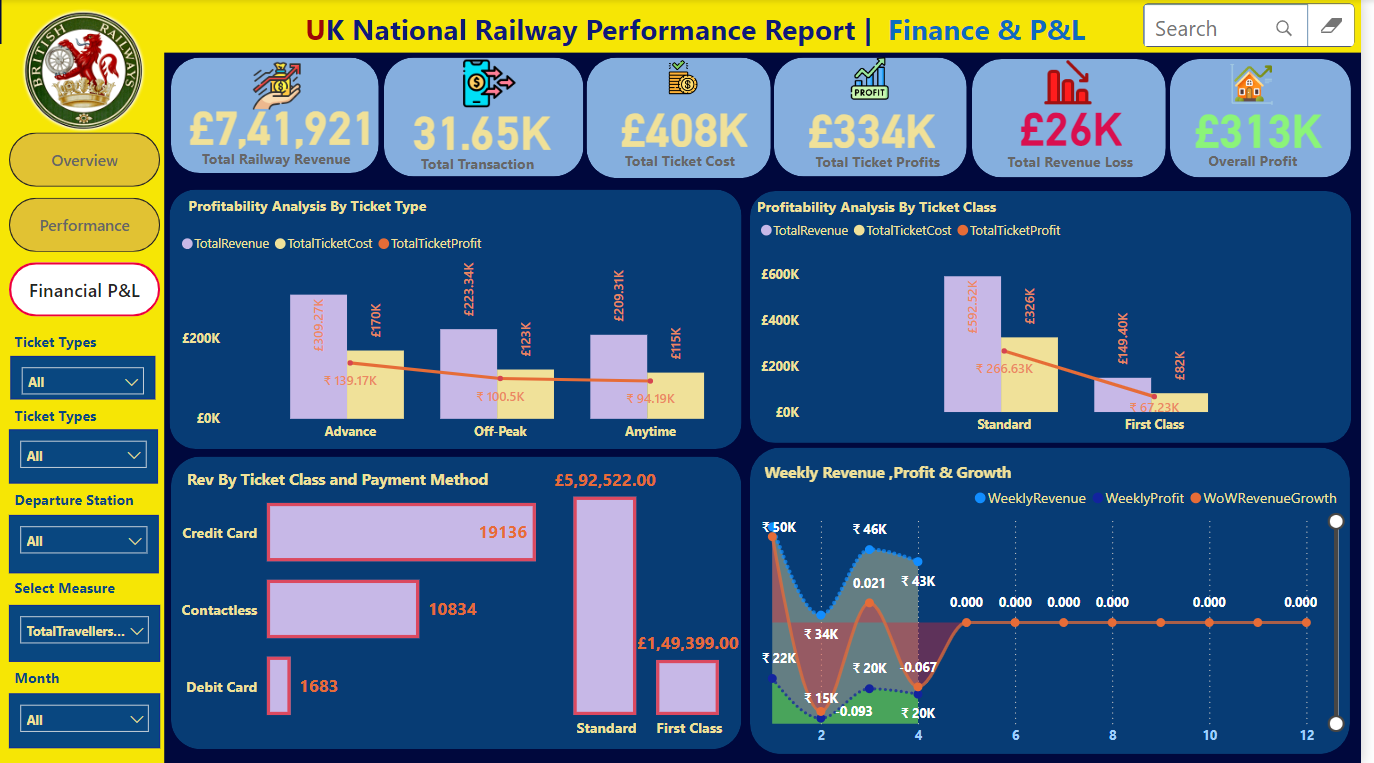 BRITISH RAILWAYS
UK National Railway Performance Report | Finance & P&L
Search
Overview
Performance
Financial P&L
Ticket Types
All
Ticket Types
All
Departure Station
All
Select Measure
TotalTravellers...
Month
All
£7,41,921
Total Railway Revenue
31.65K
Total Transaction
£408K
Total Ticket Cost
PROFIT
£334K
Total Ticket Profits
£26K
Total Revenue Loss
£313K
Overall Profit
Profitability Analysis By Ticket Type
TotalRevenue TotalTicketCost TotalTicketProfit
£200K
£0K
£309.27K
£170K
£223.34K
£123K
£209.31K
£115K
₹ 139.17K
₹ 100.5K
₹ 94.19K
Advance Off-Peak Anytime
Profitability Analysis By Ticket Class
TotalRevenue TotalTicketCost TotalTicketProfit
£600K
£400K
£200K
£0K
£592.52K
£326K
£149.40K
£82K
₹ 266.63K
₹ 67.23K
Standard First Class
Rev By Ticket Class and Payment Method
Credit Card 19136
Contactless 10834
Debit Card 1683
£5,92,522.00
£1,49,399.00
Standard First Class
Weekly Revenue ,Profit & Growth
WeeklyRevenue WeeklyProfit WoWRevenueGrowth
₹ 50K
₹ 46K
₹ 43K
₹ 34K
0.021
0.000 0.000 0.000 0.000 0.000 0.000
₹ 22K
₹ 20K
-0.067
₹ 15K
-0.093
₹ 20K
2 4 6 8 10 12